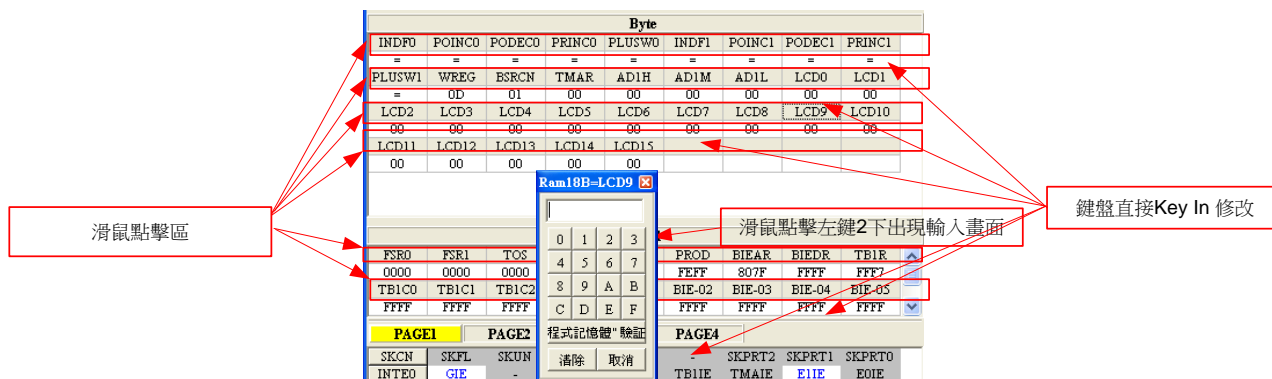 Byte
INDF0 POINC0 PODEC0 PRINC0 PLUSW0 INDF1 POINC1 PODEC1 PRINC1
= = = = = = = = =
PLUSW1 WREG BSRCN TMAR AD1H AD1M AD1L LCD0 LCD1
= 0D 01 00 00 00 00 00 00
LCD2 LCD3 LCD4 LCD5 LCD6 LCD7 LCD8 LCD9 LCD10
00 00 00 00 00 00 00 00 00
LCD11 LCD12 LCD13 LCD14 LCD15
00 00 00 00 00
Ram18B=LCD9
滑鼠點擊區
鍵盤直接Key In 修改
滑鼠點擊左鍵2下出現輸入畫面
0 1 2 3
4 5 6 7
8 9 A B
C D E F
程式記憶體"驗証
清除 取消
FSR0 FSR1 TOS PROD BIEAR BIEDR TB1R
0000 0000 0000 FEFF 807F FFFF FFF7
TB1C0 TB1C1 TB1C2 BIE-02 BIE-03 BIE-04 BIE-05
FFFF FFFF FFFF FFFF FFFF FFFF FFFF
PAGE1 PAGE2 PAGE4
SKCN SKFL SKUN - SKPRT2 SKPRT1 SKPRT0
INTE0 GIE - TB1IE TMAIE E1IE E0IE